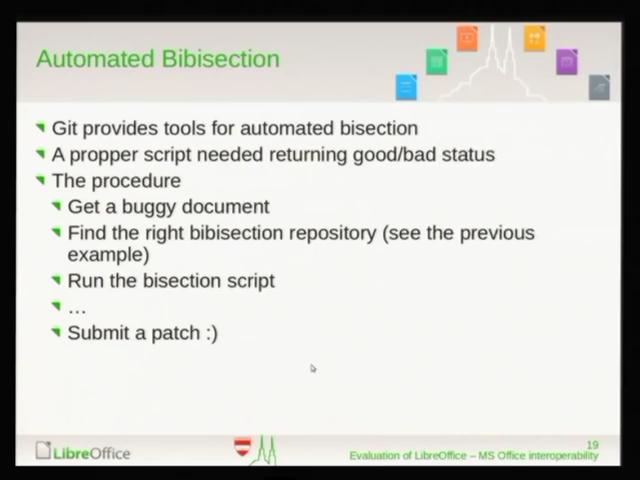 Automated Bibisection
Git provides tools for automated bisection
A propper script needed returning good/bad status
The procedure
Get a buggy document
Find the right bibisection repository (see the previous
example)
Run the bisection script
...
Submit a patch :)
LibreOffice
19
Evaluation of LibreOffice – MS Office interoperability